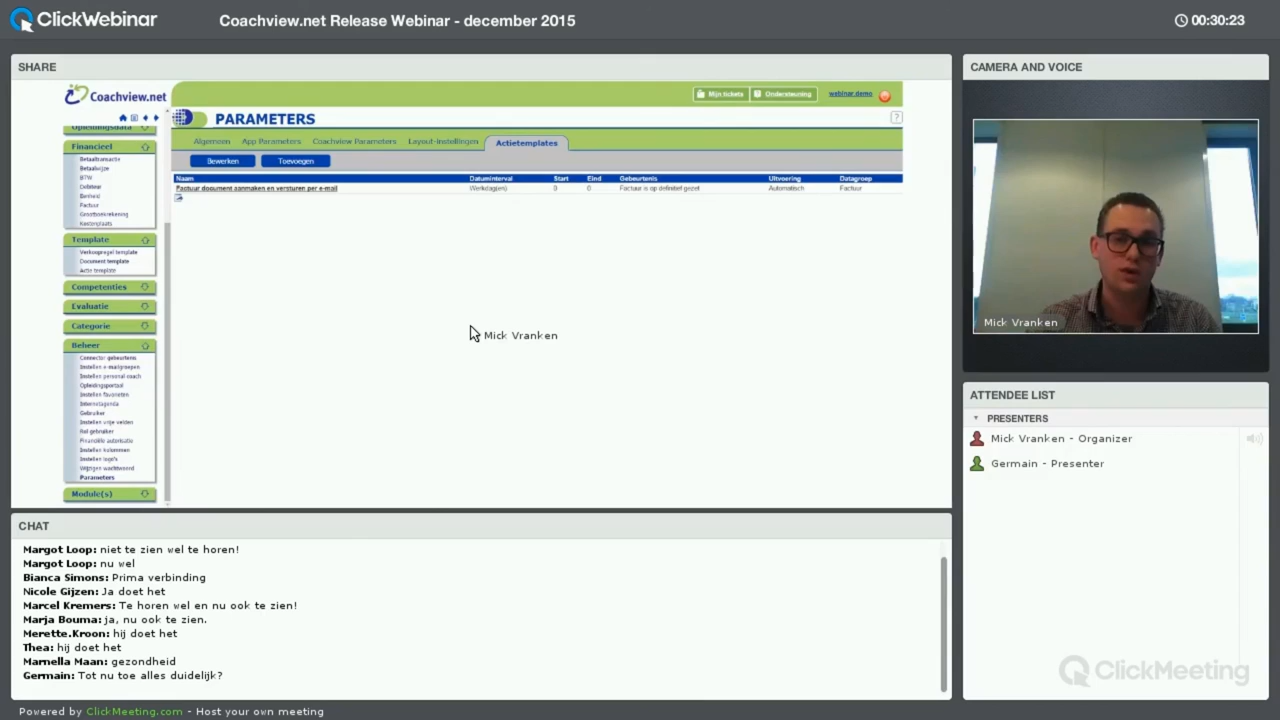 ClickWebinar
Coachview.net Release Webinar - december 2015
00:30:23
SHARE
Coachview.net
Mijn tickets
Ondersteuning
webinar demo
PARAMETERS
?
Algemeen
App Parameters
Coachview Parameters
Layout-instellingen
Actietemplates
Bewerken
Toevoegen
Naam
Datuminterval
Start
Eind
Gebeurtenis
Uitvoering
Datagroep
Factuur document aanmaken en versturen per e-mail
Werkdag(en)
0
0
Factuur is op definitief gezet
Automatisch
Factuur
Opleidingsdata
Financieel
Betaaltransactie
Betaalwijze
BTW
Debiteur
Eenheid
Factuur
Grootboekrekening
Kostenplaats
Template
Verkoopregel template
Document template
Actie template
Competenties
Evaluatie
Categorie
Beheer
Connector gebeurtenis
Instellen e-mailgroepen
Instellen personal coach
Opleidingsportaal
Instellen favorieten
Internetagenda
Gebruiker
Instellen vrije velden
Rol gebruiker
Financiële autorisatie
Instellen kolommen
Instellen logo's
Wijzigen wachtwoord
Parameters
Module(s)
Mick Vranken
CAMERA AND VOICE
Mick Vranken
ATTENDEE LIST
PRESENTERS
Mick Vranken - Organizer
Germain - Presenter
CHAT
Margot Loop: niet te zien wel te horen!
Margot Loop: nu wel
Bianca Simons: Prima verbinding
Nicole Gijzen: Ja doet het
Marcel Kremers: Te horen wel en nu ook te zien!
Marja Bouma: ja, nu ook te zien.
Merette.Kroon: hij doet het
Thea: hij doet het
Marnella Maan: gezondheid
Germain: Tot nu toe alles duidelijk?
ClickMeeting
Powered by ClickMeeting.com - Host your own meeting